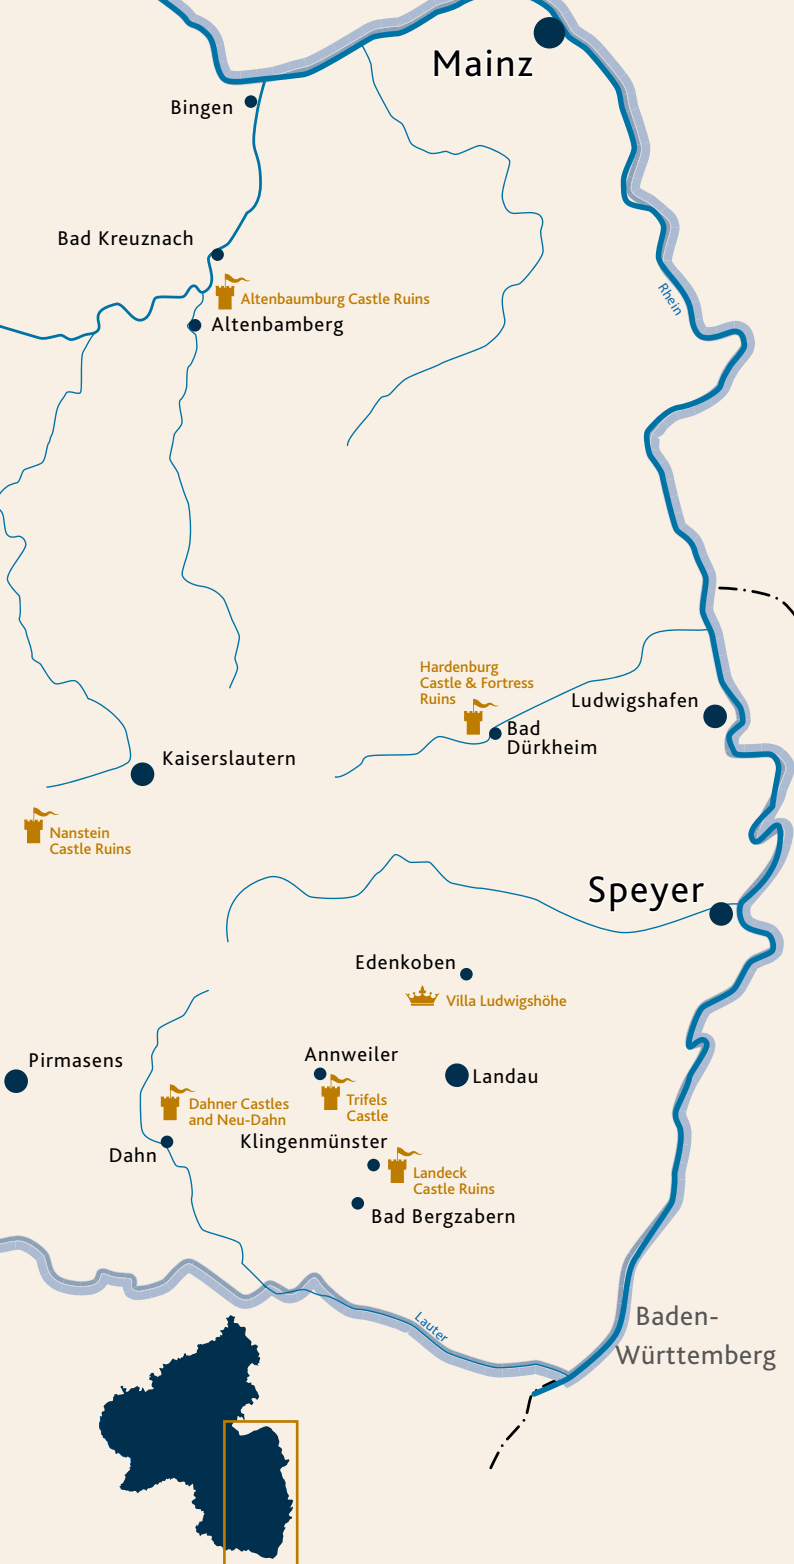 Mainz
Bingen
Bad Kreuznach
Altenbaumburg Castle Ruins
Rhein
Altenbamberg
Hardenburg
Castle & Fortress
Ruins
Ludwigshafen
Bad
Dürkheim
Kaiserslautern
Nanstein
Castle Ruins
Speyer
Edenkoben
Villa Ludwigshöhe
Annweiler
Pirmasens
Landau
Trifels
Castle
Dahner Castles
and Neu-Dahn
Klingenmünster
Dahn
Landeck
Castle Ruins
Bad Bergzabern
Lauter
Baden-
Württemberg